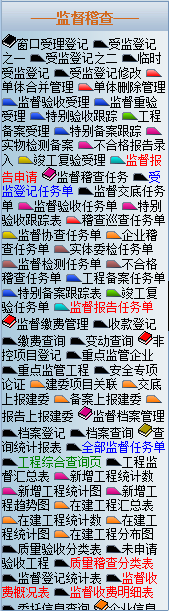 监督稽查
窗口受理登记 受监登记
之一 受监登记之二 临时
受监登记 受监登记修改
单体合并管理 单体删除管理
监督验收受理 监督重验
受理 特别验收受理 工程
备案受理 特别备案跟踪
实物检测备案 不合格报告录
入 竣工复验受理 监督报
告申请 监督稽查任务 受
监登记任务单 监督交底任务
单 监督验收任务单 特别
验收跟踪表 稽查巡查任务单
监督协查任务单 企业稽
查任务单 实体委检任务单
监督检测任务单 不合格
稽查任务单 工程备案任务单
特别备案跟踪表 竣工复
验任务单 监督报告任务单
监督缴费管理 收款登记
缴费查询 变动查询 非
控项目登记 重点监管企业
重点监管工程 安全专项
论证 建委项目关联 交底
上报建委 备案上报建委
报告上报建委 监督档案管理
档案登记 档案查询 查
询统计报表 全部监督任务单
工程综合查询页 工程监
督汇总表 新增工程统计数
新增工程统计图 新增工
程趋势图 在建工程汇总表
在建工程统计数 在建工
程统计图 在建工程分布图
质量验收分类表 未申请
验收工程 质量稽查分类表
监督登记统计表 监督收
费概况表 监督收费明细表
委托信息查询 企业信息